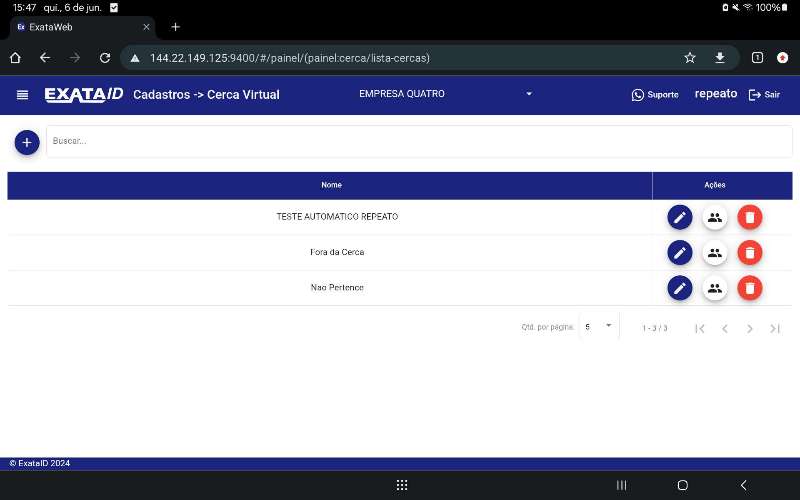 15:47 qui., 6 de jun. 100%
Ex ExataWeb
144.22.149.125:9400/#/painel/(painel:cerca/lista-cercas) 1
EXATAID Cadastros -> Cerca Virtual EMPRESA QUATRO Suporte repeato Sair
Buscar...
Nome Ações
TESTE AUTOMATICO REPEATO
Fora da Cerca
Nao Pertence
Qtd. por página: 5 1 - 3 / 3
© ExataID 2024